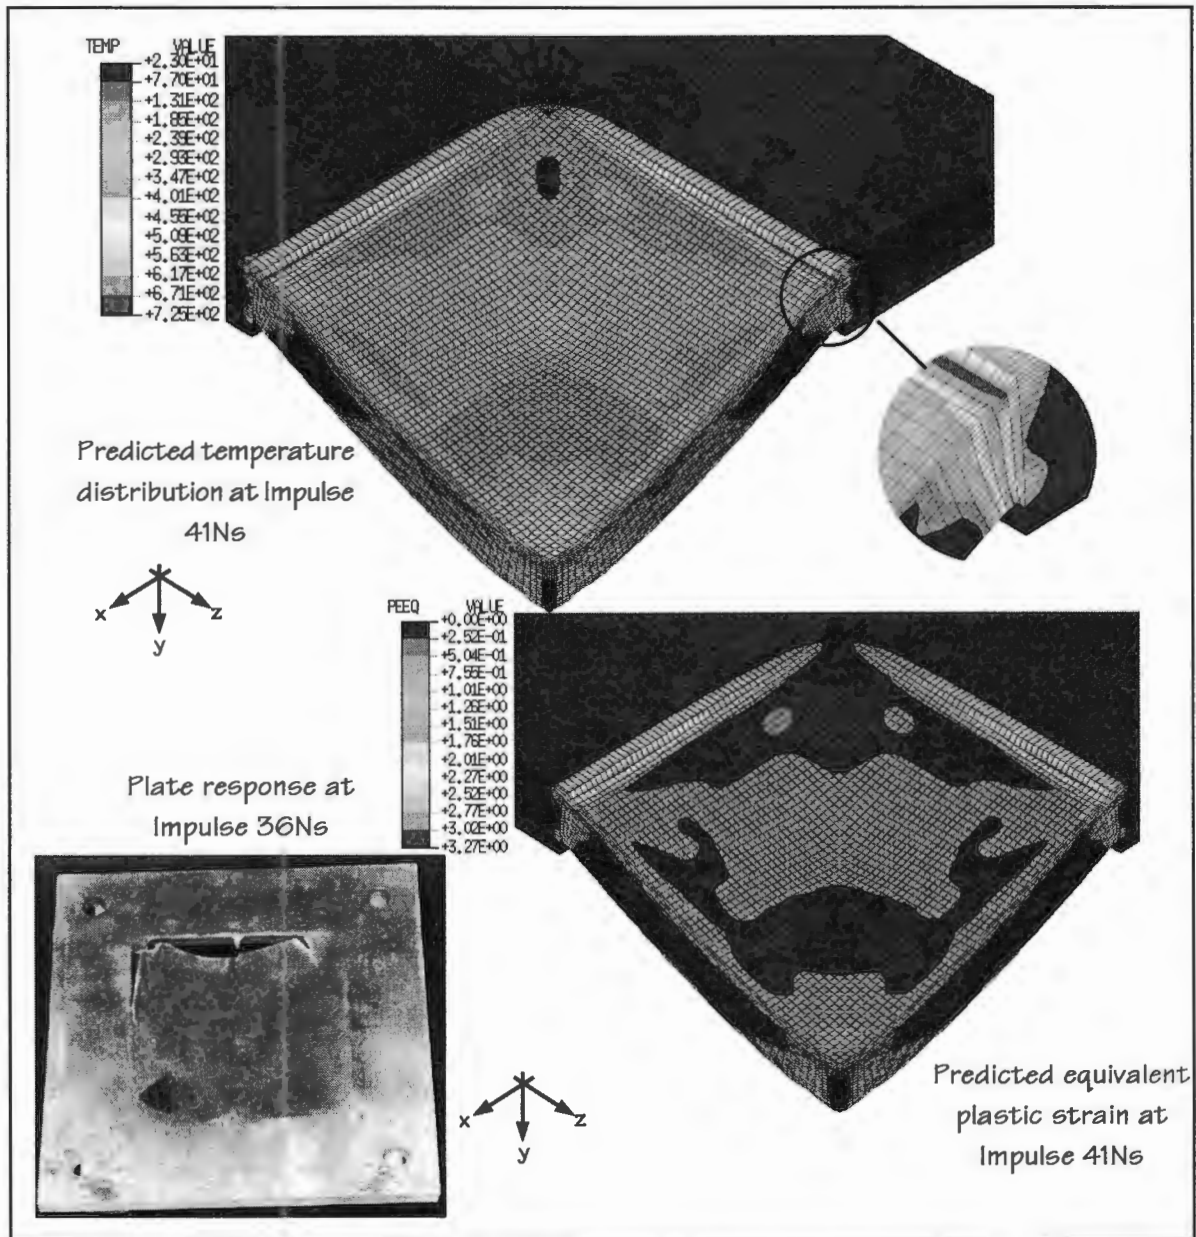 TEMP VALUE
+2.30E+01
+7.70E+01
+1.31E+02
+1.85E+02
+2.39E+02
+2.93E+02
+3.47E+02
+4.01E+02
+4.55E+02
+5.09E+02
+5.63E+02
+6.17E+02
+6.71E+02
+7.25E+02
Predicted temperature
distribution at Impulse
41Ns
x
y
z
PEEQ VALUE
+0.00E+00
+2.52E-01
+5.04E-01
+7.55E-01
+1.01E+00
+1.26E+00
+1.51E+00
+1.76E+00
+2.01E+00
+2.27E+00
+2.52E+00
+2.77E+00
+3.02E+00
+3.27E+00
Plate response at
Impulse 36Ns
x
y
z
Predicted equivalent
plastic strain at
Impulse 41Ns